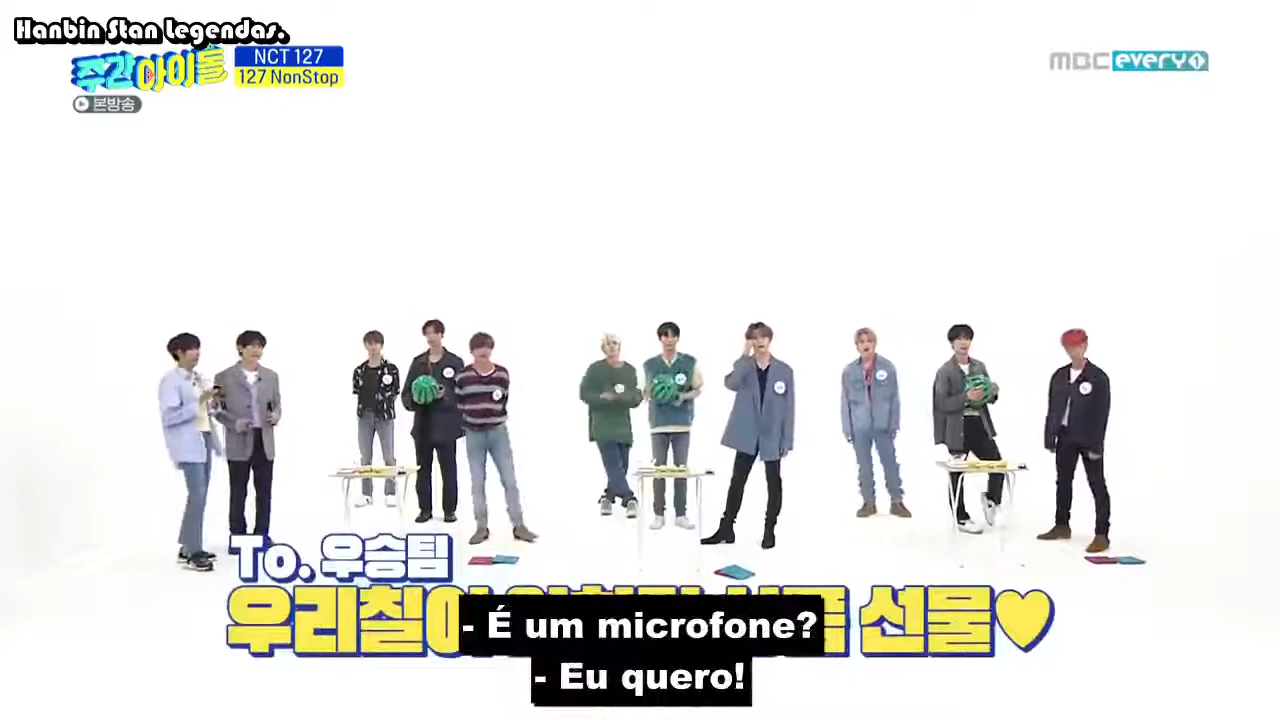 Hanbin Stan Legendas.
주간아이돌
NCT 127
127 NonStop
본방송
MBC every1
To. 우승팀
우리칠이 선물♥
- É um microfone?
- Eu quero!